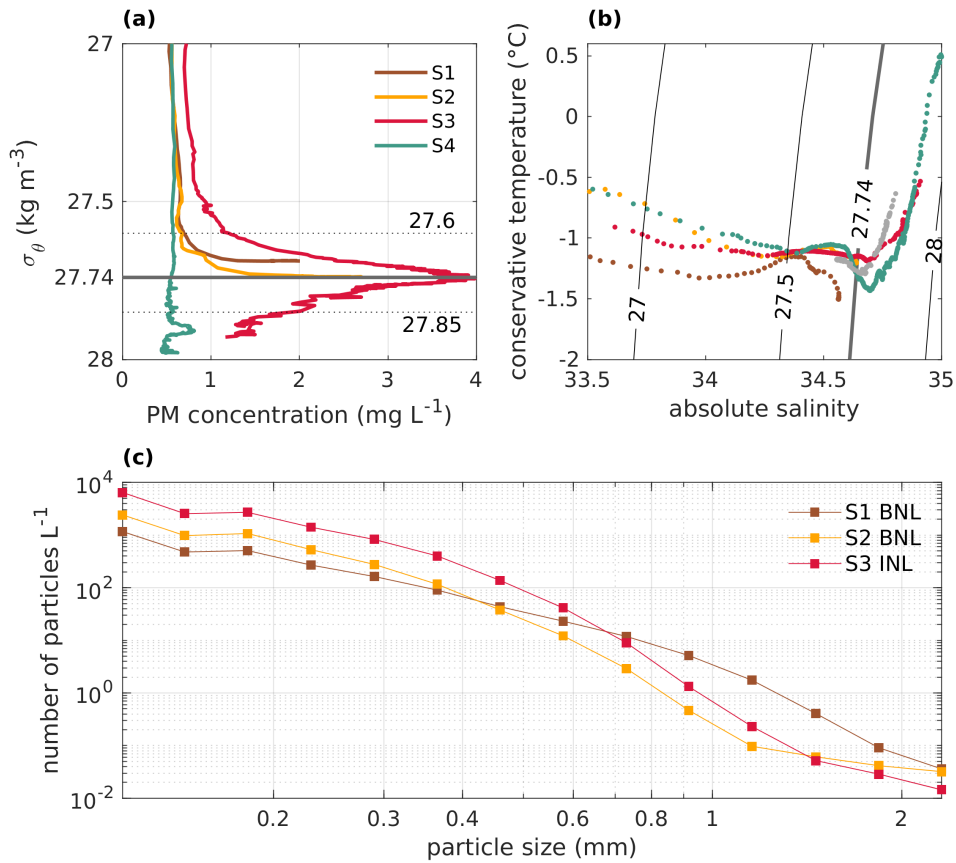 (a)
27
27.5
27.74
28
σθ (kg m-3)
S1
S2
S3
S4
27.6
27.85
0 1 2 3 4
PM concentration (mg L-1)
(b)
0.5
0
-0.5
-1
-1.5
-2
conservative temperature (°C)
27
27.5
27.74
28
33.5 34 34.5 35
absolute salinity
(c)
10^4
10^2
10^0
10^-2
number of particles L-1
S1 BNL
S2 BNL
S3 INL
0.2 0.3 0.4 0.6 0.8 1 2
particle size (mm)